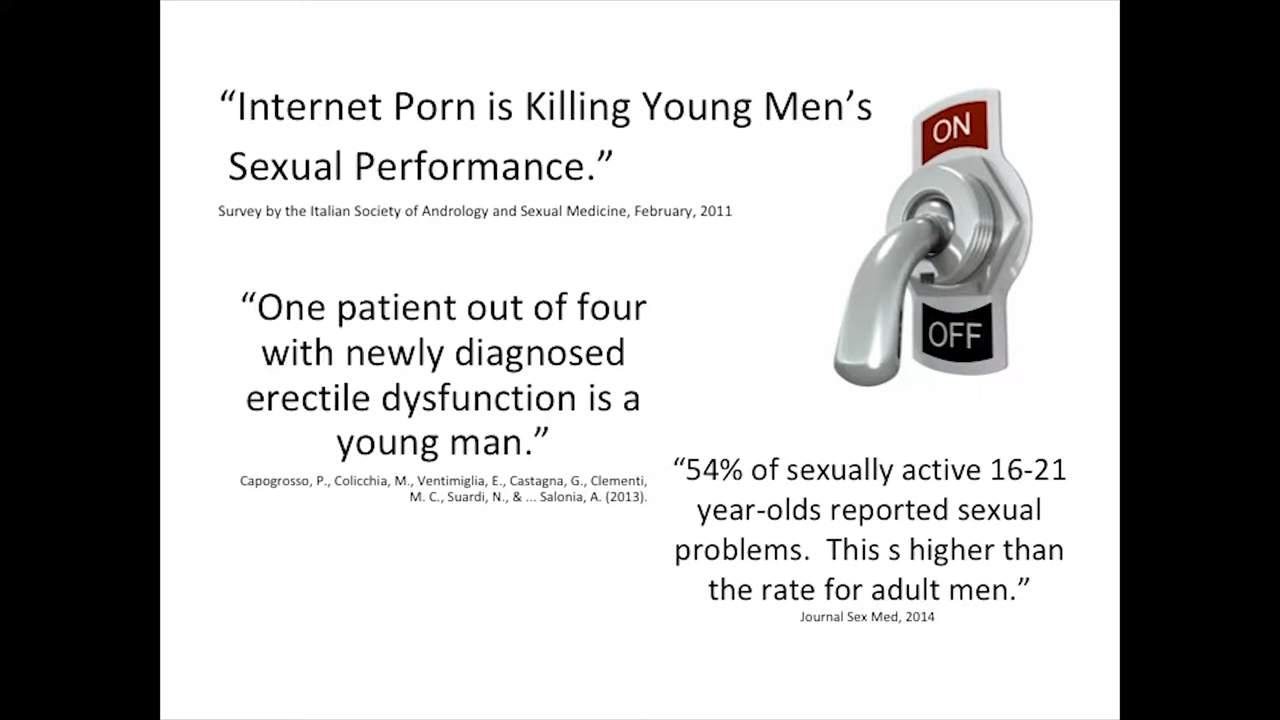 “Internet Porn is Killing Young Men’s
Sexual Performance.”
Survey by the Italian Society of Andrology and Sexual Medicine, February, 2011
ON
OFF
“One patient out of four
with newly diagnosed
erectile dysfunction is a
young man.”
Capogrosso, P., Colicchia, M., Ventimiglia, E., Castagna, G., Clementi,
M. C., Suardi, N., & ... Salonia, A. (2013).
“54% of sexually active 16-21
year-olds reported sexual
problems. This s higher than
the rate for adult men.”
Journal Sex Med, 2014